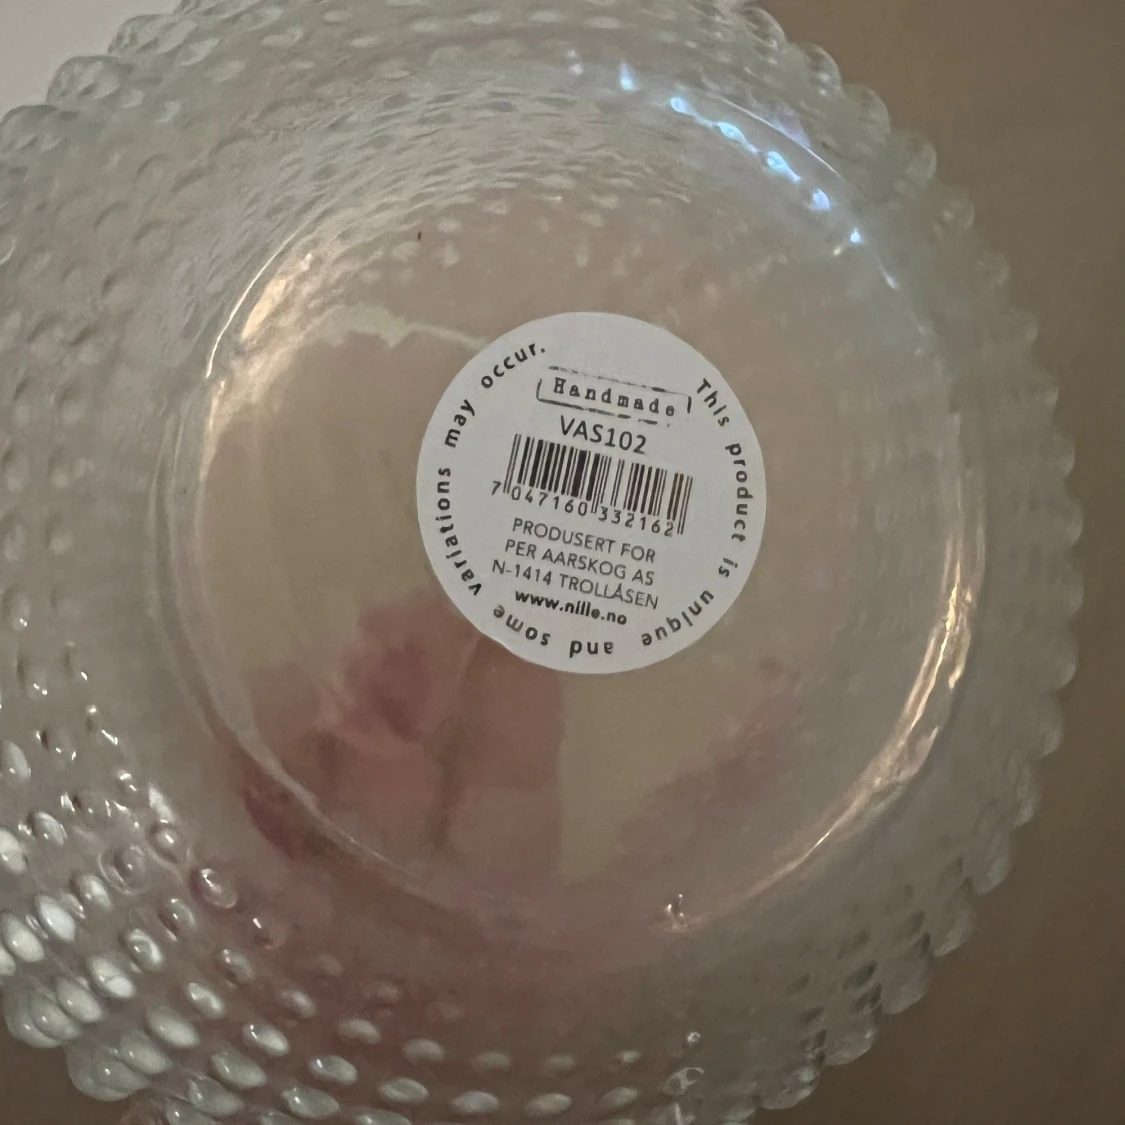 Handmade
VAS102
7 047160 332162
PRODUSERT FOR
PER AARSKOG AS
N-1414 TROLLÅSEN
www.nille.no
This product is unique and some variations may occur.